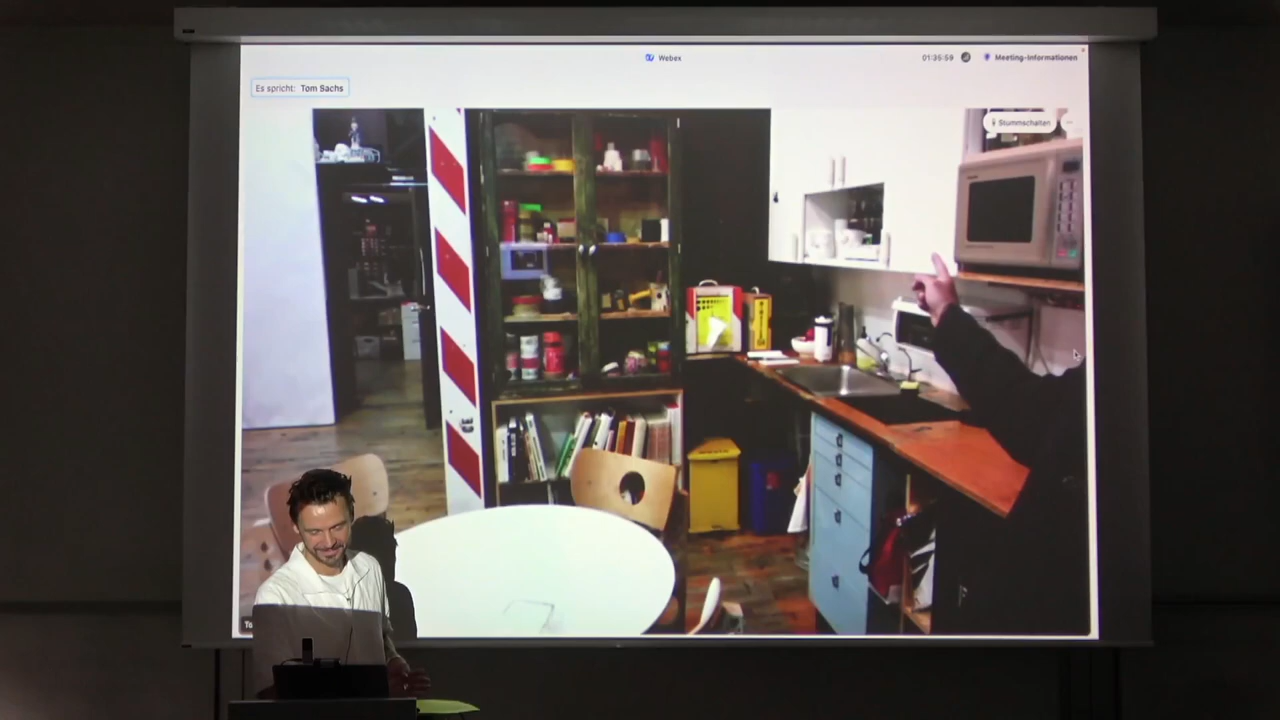 Webex
01:35:59
Meeting-Informationen
Es spricht: Tom Sachs
Stummschalten